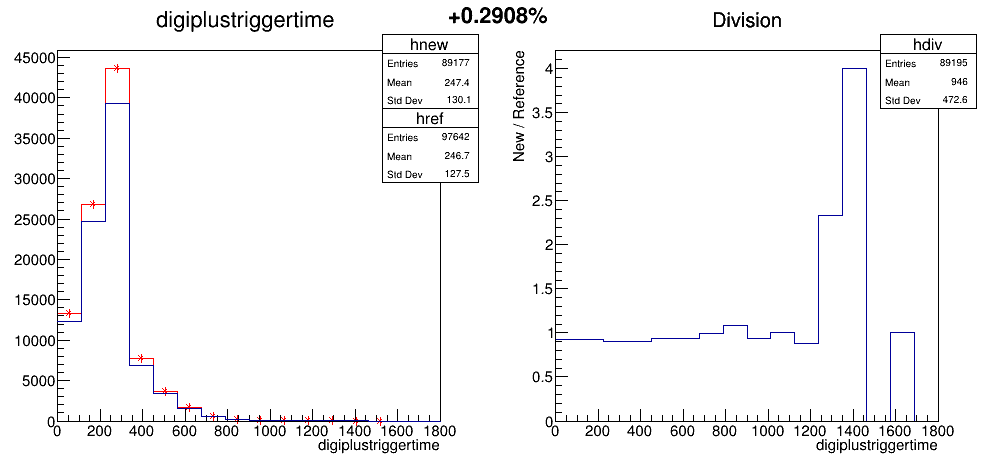 digiplustriggertime
+0.2908%
Division
hnew
Entries 89177
Mean 247.4
Std Dev 130.1
href
Entries 97642
Mean 246.7
Std Dev 127.5
45000
40000
35000
30000
25000
20000
15000
10000
5000
0
0 200 400 600 800 1000 1200 1400 1600 1800
digiplustriggertime
hdiv
Entries 89195
Mean 946
Std Dev 472.6
New / Reference
4
3.5
3
2.5
2
1.5
1
0.5
0
0 200 400 600 800 1000 1200 1400 1600 1800
digiplustriggertime